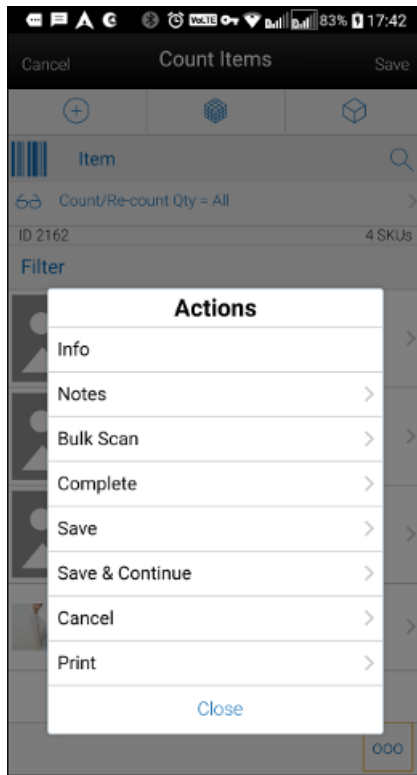 VoLTE 83% 17:42
Cancel Count Items Save
Item
Count/Re-count Qty = All
ID 2162 4 SKUs
Filter
Actions
Info
Notes
Bulk Scan
Complete
Save
Save & Continue
Cancel
Print
Close